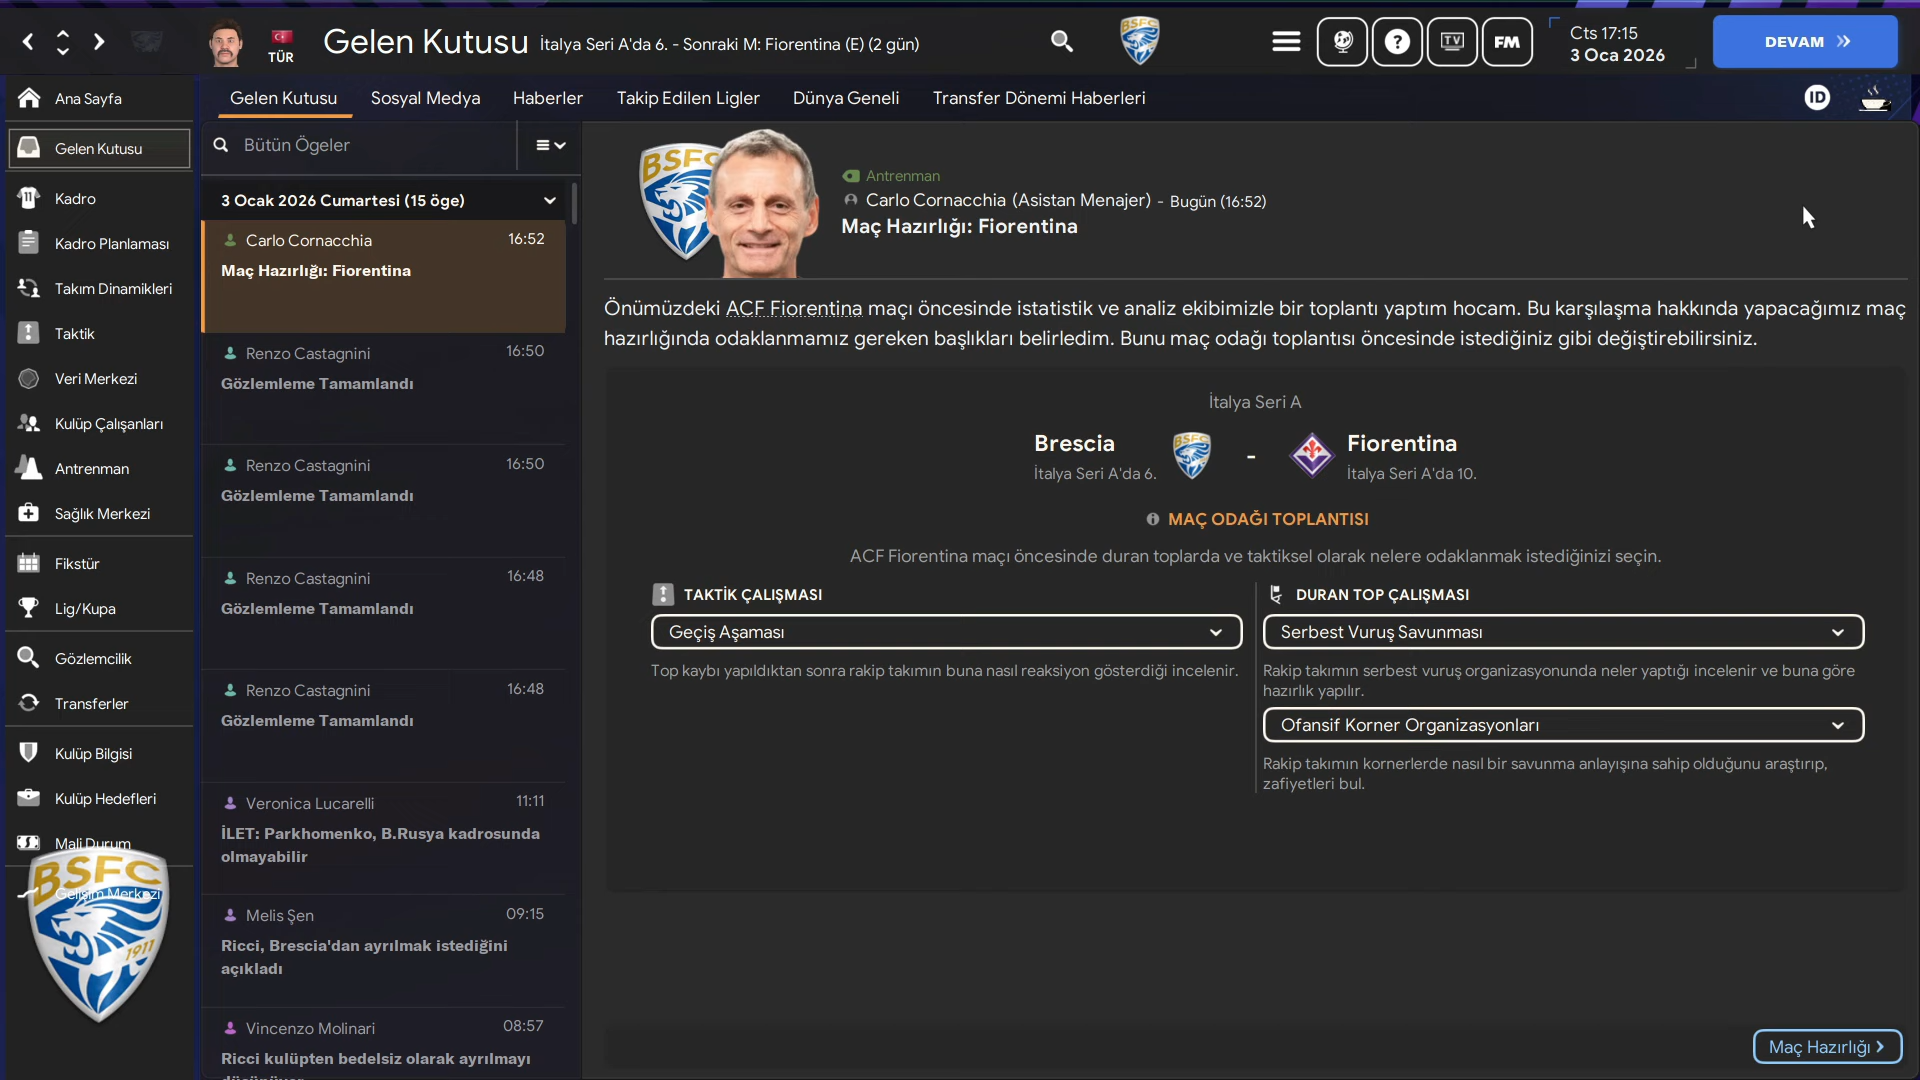 TÜR
Gelen Kutusu
İtalya Seri A'da 6. - Sonraki M: Fiorentina (E) (2 gün)
BSFC
TV
FM
Cts 17:15
3 Oca 2026
DEVAM
Ana Sayfa
Gelen Kutusu
Kadro
Kadro Planlaması
Takım Dinamikleri
Taktik
Veri Merkezi
Kulüp Çalışanları
Antrenman
Sağlık Merkezi
Fikstür
Lig/Kupa
Gözlemcilik
Transferler
Kulüp Bilgisi
Kulüp Hedefleri
Mali Durum
Gelişim Merkezi
BSFC
1911
Gelen Kutusu
Sosyal Medya
Haberler
Takip Edilen Ligler
Dünya Geneli
Transfer Dönemi Haberleri
ID
Bütün Ögeler
3 Ocak 2026 Cumartesi (15 öge)
Carlo Cornacchia 16:52
Maç Hazırlığı: Fiorentina
Renzo Castagnini 16:50
Gözlemleme Tamamlandı
Renzo Castagnini 16:50
Gözlemleme Tamamlandı
Renzo Castagnini 16:48
Gözlemleme Tamamlandı
Renzo Castagnini 16:48
Gözlemleme Tamamlandı
Veronica Lucarelli 11:11
İLET: Parkhomenko, B.Rusya kadrosunda
olmayabilir
Melis Şen 09:15
Ricci, Brescia'dan ayrılmak istediğini
açıkladı
Vincenzo Molinari 08:57
Ricci kulüpten bedelsiz olarak ayrılmayı
BSFC
Antrenman
Carlo Cornacchia (Asistan Menajer) - Bugün (16:52)
Maç Hazırlığı: Fiorentina
Önümüzdeki ACF Fiorentina maçı öncesinde istatistik ve analiz ekibimizle bir toplantı yaptım hocam. Bu karşılaşma hakkında yapacağımız maç
hazırlığında odaklanmamız gereken başlıkları belirledim. Bunu maç odağı toplantısı öncesinde istediğiniz gibi değiştirebilirsiniz.
İtalya Seri A
Brescia
İtalya Seri A'da 6.
BSFC
-
Fiorentina
İtalya Seri A'da 10.
MAÇ ODAĞI TOPLANTISI
ACF Fiorentina maçı öncesinde duran toplarda ve taktiksel olarak nelere odaklanmak istediğinizi seçin.
TAKTİK ÇALIŞMASI
Geçiş Aşaması
Top kaybı yapıldıktan sonra rakip takımın buna nasıl reaksiyon gösterdiği incelenir.
DURAN TOP ÇALIŞMASI
Serbest Vuruş Savunması
Rakip takımın serbest vuruş organizasyonunda neler yaptığı incelenir ve buna göre
hazırlık yapılır.
Ofansif Korner Organizasyonları
Rakip takımın kornerlerde nasıl bir savunma anlayışına sahip olduğunu araştırıp,
zafiyetleri bul.
Maç Hazırlığı